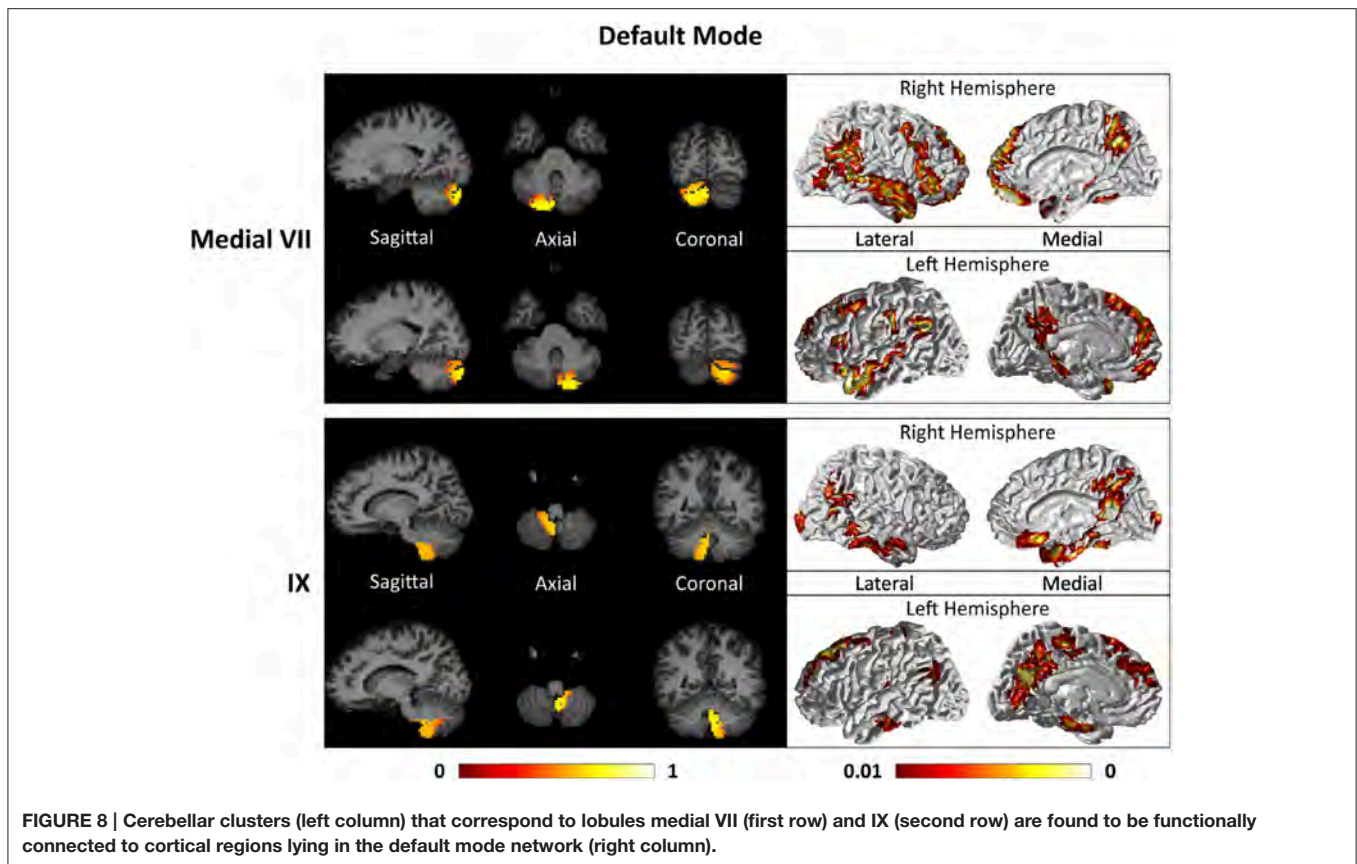 Default Mode
Right Hemisphere
Medial VII
Sagittal Axial Coronal
Lateral Medial
Left Hemisphere
Right Hemisphere
IX
Sagittal Axial Coronal
Lateral Medial
Left Hemisphere
0 1 0.01 0
FIGURE 8 | Cerebellar clusters (left column) that correspond to lobules medial VII (first row) and IX (second row) are found to be functionally
connected to cortical regions lying in the default mode network (right column).